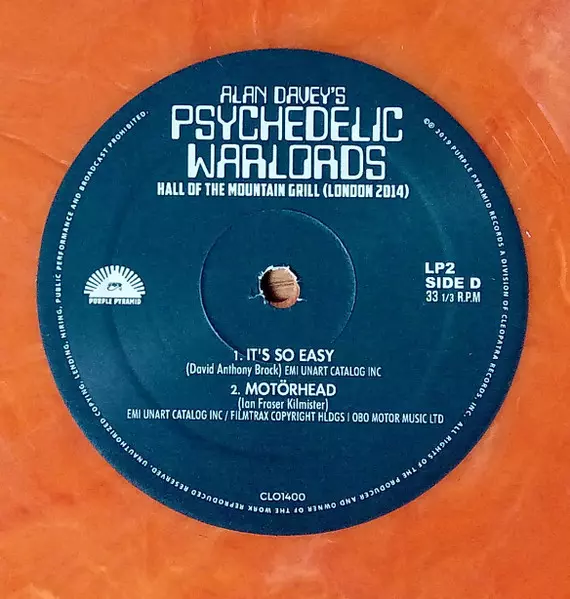 ALAN DAVEY'S
PSYCHEDELIC
WARLORDS
HALL OF THE MOUNTAIN GRILL (LONDON 2014)
PURPLE PYRAMID
LP2
SIDE D
33 1/3 R.P.M
1. IT'S SO EASY
(David Anthony Brock) EMI UNART CATALOG INC
2. MOTÖRHEAD
(Ian Fraser Kilmister)
EMI UNART CATALOG INC / FILMTRAX COPYRIGHT HLDGS | OBO MOTOR MUSIC LTD
CLO1400
℗© 2019 PURPLE PYRAMID RECORDS A DIVISION OF CLEOPATRA RECORDS, INC. ALL RIGHTS OF THE PRODUCER AND OWNER OF THE WORK REPRODUCED RESERVED. UNAUTHORIZED COPYING, LENDING, HIRING, PUBLIC PERFORMANCE AND BROADCAST PROHIBITED.